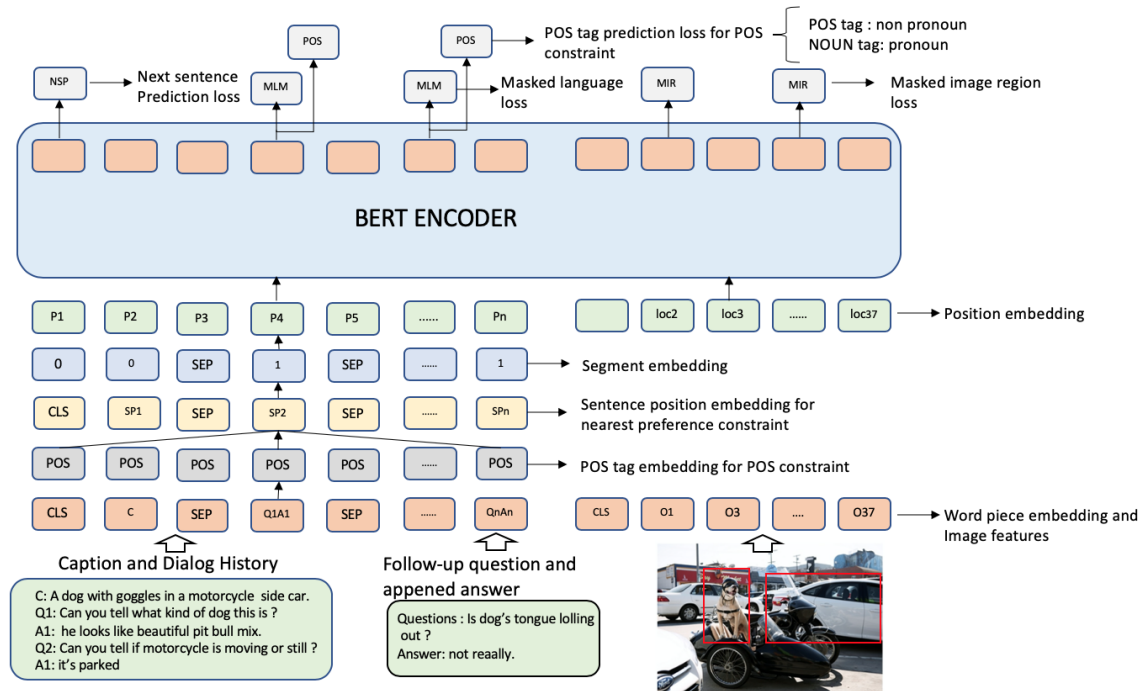 POS
POS
POS tag prediction loss for POS
constraint
POS tag : non pronoun
NOUN tag: pronoun
NSP
Next sentence
Prediction loss
MLM
MLM
Masked language
loss
MIR
MIR
Masked image region
loss
BERT ENCODER
P1 P2 P3 P4 P5 ...... Pn loc2 loc3 ...... loc37
Position embedding
0 0 SEP 1 SEP ...... 1
Segment embedding
CLS SP1 SEP SP2 SEP ...... SPn
Sentence position embedding for
nearest preference constraint
POS POS POS POS POS ...... POS
POS tag embedding for POS constraint
CLS C SEP Q1A1 SEP ...... QnAn CLS O1 O3 .... O37
Word piece embedding and
Image features
Caption and Dialog History
C: A dog with goggles in a motorcycle side car.
Q1: Can you tell what kind of dog this is ?
A1: he looks like beautiful pit bull mix.
Q2: Can you tell if motorcycle is moving or still ?
A1: it's parked
Follow-up question and
appened answer
Questions : Is dog's tongue lolling
out ?
Answer: not reaally.